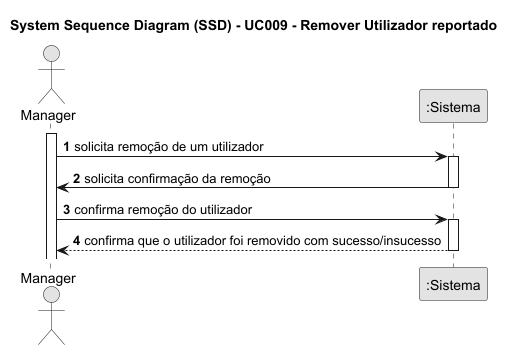 System Sequence Diagram (SSD) - UC009 - Remover Utilizador reportado
Manager
:Sistema
1 solicita remoção de um utilizador
2 solicita confirmação da remoção
3 confirma remoção do utilizador
4 confirma que o utilizador foi removido com sucesso/insucesso
Manager
:Sistema